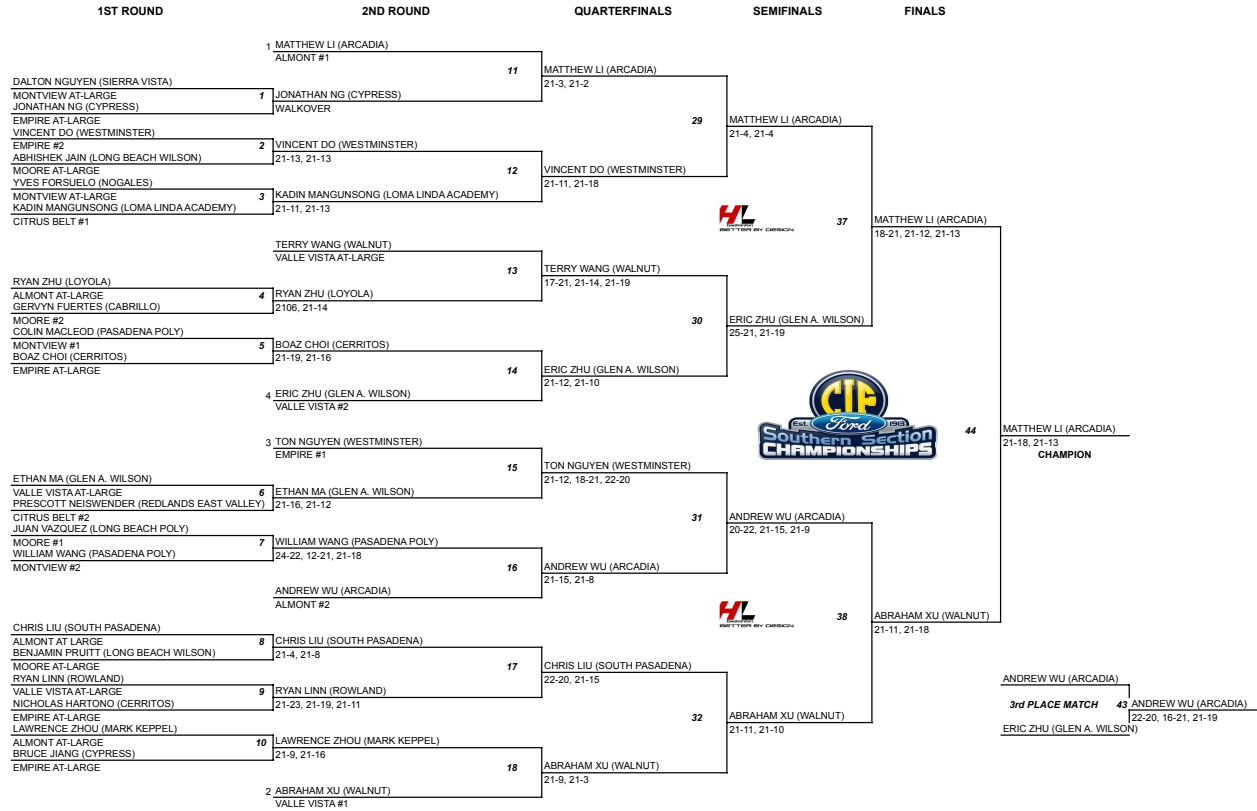 1ST ROUND
2ND ROUND
QUARTERFINALS
SEMIFINALS
FINALS
DALTON NGUYEN (SIERRA VISTA)
MONTVIEW AT-LARGE
1
JONATHAN NG (CYPRESS)
EMPIRE AT-LARGE
VINCENT DO (WESTMINSTER)
EMPIRE #2
2
ABHISHEK JAIN (LONG BEACH WILSON)
MOORE AT-LARGE
YVES FORSUELO (NOGALES)
MONTVIEW AT-LARGE
3
KADIN MANGUNSONG (LOMA LINDA ACADEMY)
CITRUS BELT #1
RYAN ZHU (LOYOLA)
ALMONT AT-LARGE
4
GERVYN FUERTES (CABRILLO)
MOORE #2
COLIN MACLEOD (PASADENA POLY)
MONTVIEW #1
5
BOAZ CHOI (CERRITOS)
EMPIRE AT-LARGE
ETHAN MA (GLEN A. WILSON)
VALLE VISTA AT-LARGE
6
PRESCOTT NEISWENDER (REDLANDS EAST VALLEY)
CITRUS BELT #2
JUAN VAZQUEZ (LONG BEACH POLY)
MOORE #1
7
WILLIAM WANG (PASADENA POLY)
MONTVIEW #2
CHRIS LIU (SOUTH PASADENA)
ALMONT AT LARGE
8
BENJAMIN PRUITT (LONG BEACH WILSON)
MOORE AT-LARGE
RYAN LINN (ROWLAND)
VALLE VISTA AT-LARGE
9
NICHOLAS HARTONO (CERRITOS)
EMPIRE AT-LARGE
LAWRENCE ZHOU (MARK KEPPEL)
ALMONT AT-LARGE
10
BRUCE JIANG (CYPRESS)
EMPIRE AT-LARGE
1 MATTHEW LI (ARCADIA)
ALMONT #1
11
JONATHAN NG (CYPRESS)
WALKOVER
VINCENT DO (WESTMINSTER)
21-13, 21-13
12
KADIN MANGUNSONG (LOMA LINDA ACADEMY)
21-11, 21-13
TERRY WANG (WALNUT)
VALLE VISTA AT-LARGE
13
RYAN ZHU (LOYOLA)
2106, 21-14
BOAZ CHOI (CERRITOS)
21-19, 21-16
14
4 ERIC ZHU (GLEN A. WILSON)
VALLE VISTA #2
3 TON NGUYEN (WESTMINSTER)
EMPIRE #1
15
ETHAN MA (GLEN A. WILSON)
21-16, 21-12
WILLIAM WANG (PASADENA POLY)
24-22, 12-21, 21-18
16
ANDREW WU (ARCADIA)
ALMONT #2
CHRIS LIU (SOUTH PASADENA)
21-4, 21-8
17
RYAN LINN (ROWLAND)
21-23, 21-19, 21-11
LAWRENCE ZHOU (MARK KEPPEL)
21-9, 21-16
18
2 ABRAHAM XU (WALNUT)
VALLE VISTA #1
MATTHEW LI (ARCADIA)
21-3, 21-2
29
VINCENT DO (WESTMINSTER)
21-11, 21-18
TERRY WANG (WALNUT)
17-21, 21-14, 21-19
30
ERIC ZHU (GLEN A. WILSON)
21-12, 21-10
TON NGUYEN (WESTMINSTER)
21-12, 18-21, 22-20
31
ANDREW WU (ARCADIA)
21-15, 21-8
CHRIS LIU (SOUTH PASADENA)
22-20, 21-15
32
ABRAHAM XU (WALNUT)
21-9, 21-3
MATTHEW LI (ARCADIA)
21-4, 21-4
HL
badminton
BETTER BY DESIGN
37
ERIC ZHU (GLEN A. WILSON)
25-21, 21-19
CIF
Est. Ford 1913
Southern Section
CHAMPIONSHIPS
ANDREW WU (ARCADIA)
20-22, 21-15, 21-9
HL
badminton
BETTER BY DESIGN
38
ABRAHAM XU (WALNUT)
21-11, 21-10
MATTHEW LI (ARCADIA)
18-21, 21-12, 21-13
44
ABRAHAM XU (WALNUT)
21-11, 21-18
MATTHEW LI (ARCADIA)
21-18, 21-13
CHAMPION
ANDREW WU (ARCADIA)
3rd PLACE MATCH 43 ANDREW WU (ARCADIA)
22-20, 16-21, 21-19
ERIC ZHU (GLEN A. WILSON)